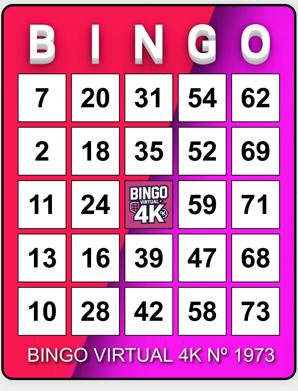 B I N G O
7 20 31 54 62
2 18 35 52 69
11 24 BINGO VIRTUAL 4K 59 71
13 16 39 47 68
10 28 42 58 73
BINGO VIRTUAL 4K Nº 1973